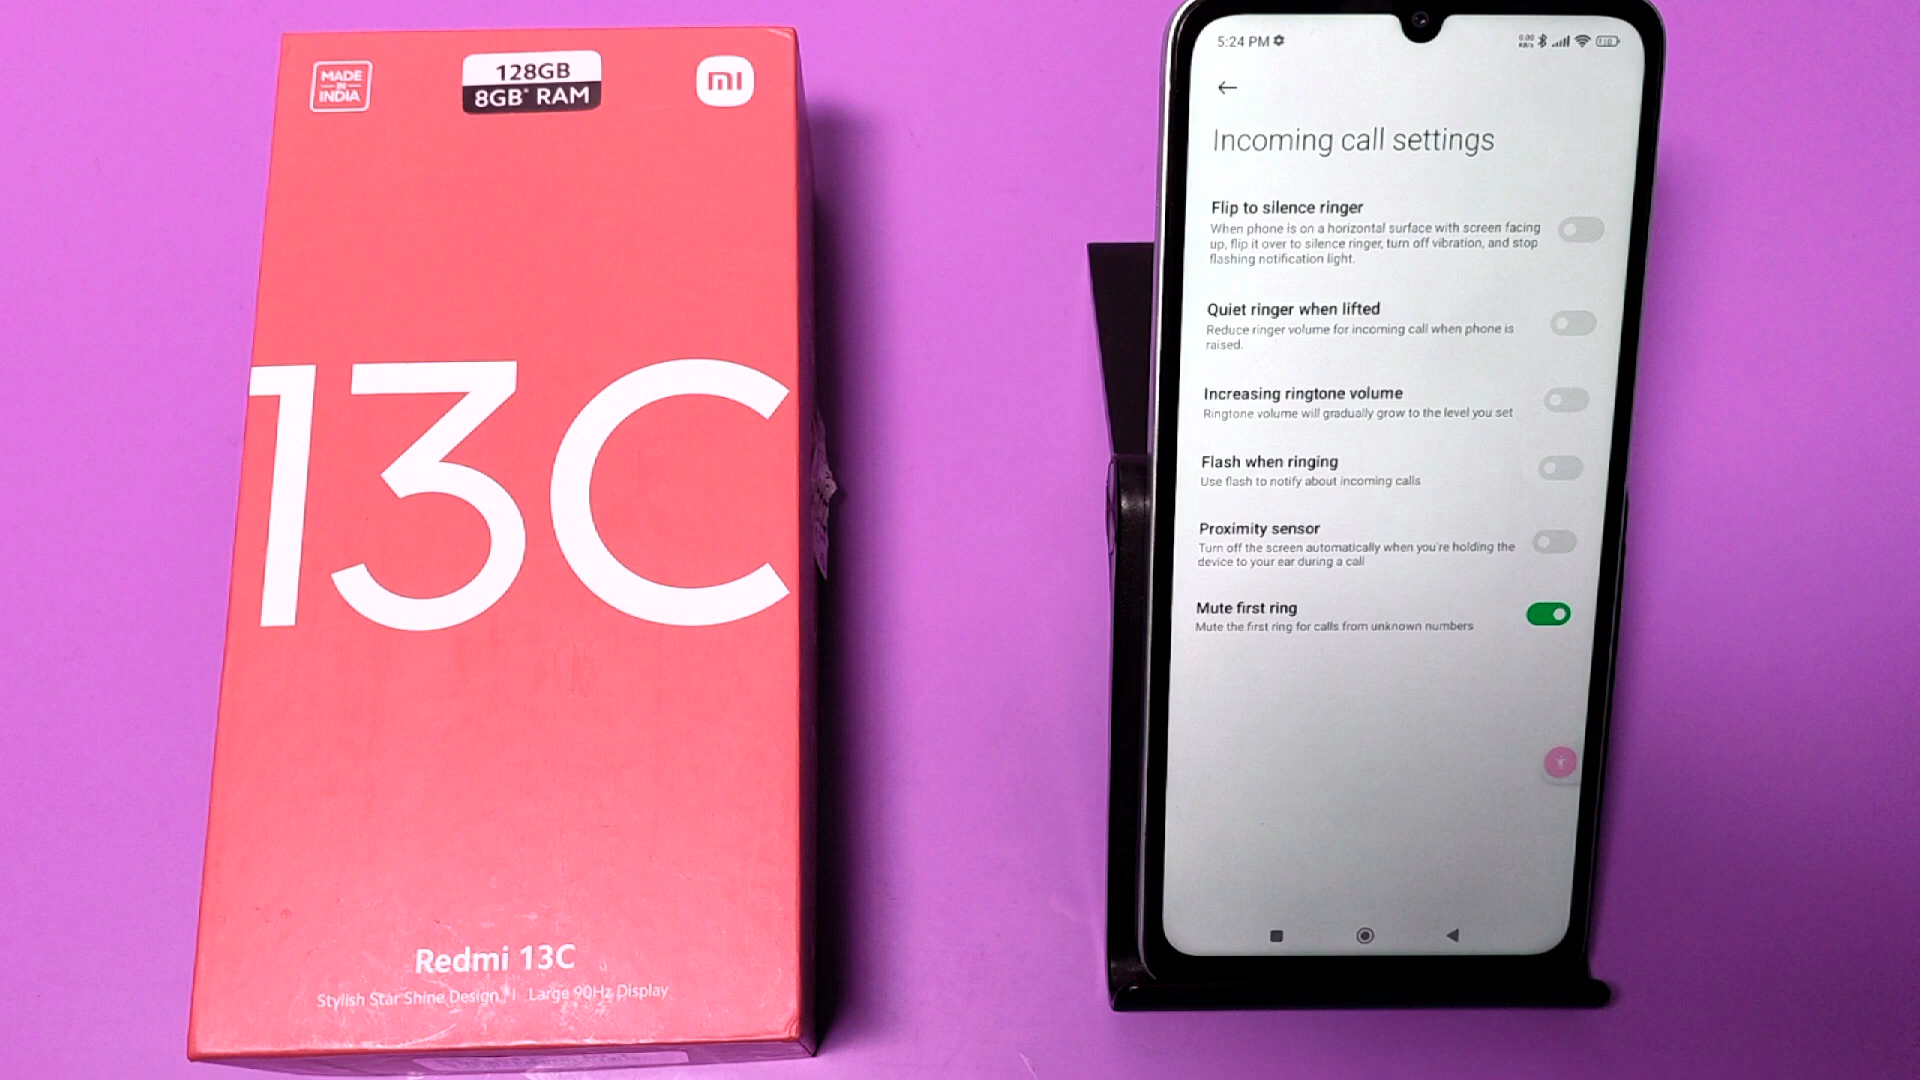 MADE
IN
INDIA
128GB
8GB* RAM
mi
13C
Redmi 13C
Stylish Star Shine Design | Large 90Hz Display
5:24 PM
0.00
KB/s
Incoming call settings
Flip to silence ringer
When phone is on a horizontal surface with screen facing
up, flip it over to silence ringer, turn off vibration, and stop
flashing notification light.
Quiet ringer when lifted
Reduce ringer volume for incoming call when phone is
raised.
Increasing ringtone volume
Ringtone volume will gradually grow to the level you set
Flash when ringing
Use flash to notify about incoming calls
Proximity sensor
Turn off the screen automatically when you're holding the
device to your ear during a call
Mute first ring
Mute the first ring for calls from unknown numbers